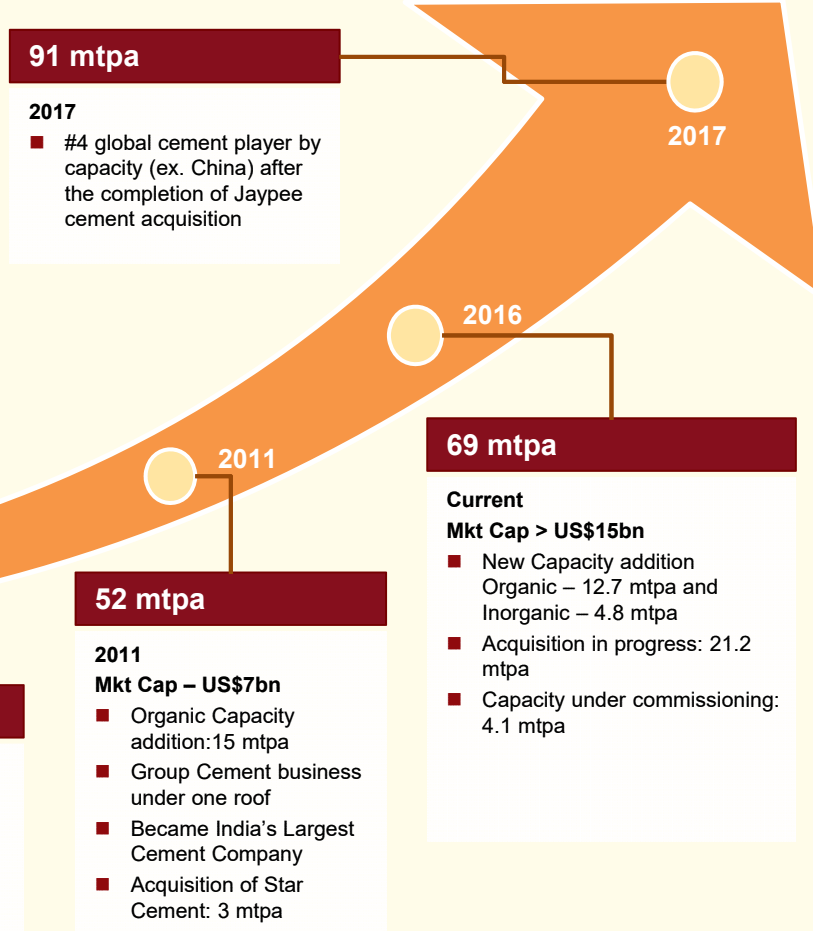 91 mtpa
2017
#4 global cement player by
capacity (ex. China) after
the completion of Jaypee
cement acquisition
2017
2016
69 mtpa
Current
Mkt Cap > US$15bn
New Capacity addition
Organic – 12.7 mtpa and
Inorganic – 4.8 mtpa
Acquisition in progress: 21.2
mtpa
Capacity under commissioning:
4.1 mtpa
2011
52 mtpa
2011
Mkt Cap – US$7bn
Organic Capacity
addition:15 mtpa
Group Cement business
under one roof
Became India's Largest
Cement Company
Acquisition of Star
Cement: 3 mtpa